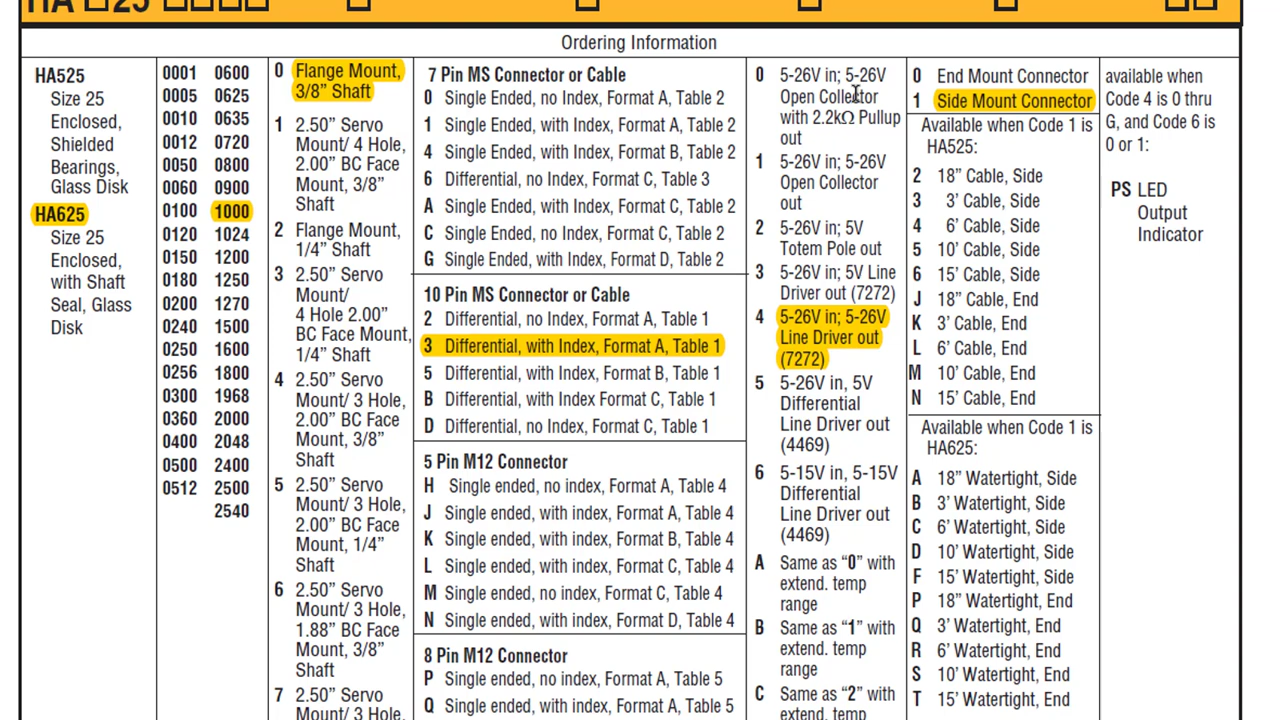 HA 25
Ordering Information
HA525
Size 25
Enclosed,
Shielded
Bearings,
Glass Disk
HA625
Size 25
Enclosed,
with Shaft
Seal, Glass
Disk
0001 0600
0005 0625
0010 0635
0012 0720
0050 0800
0060 0900
0100 1000
0120 1024
0150 1200
0180 1250
0200 1270
0240 1500
0250 1600
0256 1800
0300 1968
0360 2000
0400 2048
0500 2400
0512 2500
2540
0 Flange Mount,
3/8" Shaft
1 2.50" Servo
Mount/ 4 Hole,
2.00" BC Face
Mount, 3/8"
Shaft
2 Flange Mount,
1/4" Shaft
3 2.50" Servo
Mount/
4 Hole 2.00"
BC Face Mount,
1/4" Shaft
4 2.50" Servo
Mount/ 3 Hole,
2.00" BC Face
Mount, 3/8"
Shaft
5 2.50" Servo
Mount/ 3 Hole,
2.00" BC Face
Mount, 1/4"
Shaft
6 2.50" Servo
Mount/ 3 Hole,
1.88" BC Face
Mount, 3/8"
Shaft
7 2.50" Servo
Mount/ 3 Hole,
7 Pin MS Connector or Cable
0 Single Ended, no Index, Format A, Table 2
1 Single Ended, with Index, Format A, Table 2
4 Single Ended, with Index, Format B, Table 2
6 Differential, no Index, Format C, Table 3
A Single Ended, with Index, Format C, Table 2
C Single Ended, no Index, Format C, Table 2
G Single Ended, with Index, Format D, Table 2
10 Pin MS Connector or Cable
2 Differential, no Index, Format A, Table 1
3 Differential, with Index, Format A, Table 1
5 Differential, with Index, Format B, Table 1
B Differential, with Index Format C, Table 1
D Differential, no Index, Format C, Table 1
5 Pin M12 Connector
H Single ended, no index, Format A, Table 4
J Single ended, with index, Format A, Table 4
K Single ended, with index, Format B, Table 4
L Single ended, with index, Format C, Table 4
M Single ended, no index, Format C, Table 4
N Single ended, with index, Format D, Table 4
8 Pin M12 Connector
P Single ended, no index, Format A, Table 5
Q Single ended, with index, Format A, Table 5
0 5-26V in; 5-26V
Open Collector
with 2.2kΩ Pullup
out
1 5-26V in; 5-26V
Open Collector
out
2 5-26V in; 5V
Totem Pole out
3 5-26V in; 5V Line
Driver out (7272)
4 5-26V in; 5-26V
Line Driver out
(7272)
5 5-26V in, 5V
Differential
Line Driver out
(4469)
6 5-15V in, 5-15V
Differential
Line Driver out
(4469)
A Same as "0" with
extend. temp
range
B Same as "1" with
extend. temp
range
C Same as "2" with
extend. temp
0 End Mount Connector
1 Side Mount Connector
Available when Code 1 is
HA525:
2 18" Cable, Side
3 3' Cable, Side
4 6' Cable, Side
5 10' Cable, Side
6 15' Cable, Side
J 18" Cable, End
K 3' Cable, End
L 6' Cable, End
M 10' Cable, End
N 15' Cable, End
Available when Code 1 is
HA625:
A 18" Watertight, Side
B 3' Watertight, Side
C 6' Watertight, Side
D 10' Watertight, Side
F 15' Watertight, Side
P 18" Watertight, End
Q 3' Watertight, End
R 6' Watertight, End
S 10' Watertight, End
T 15' Watertight, End
available when
Code 4 is 0 thru
G, and Code 6 is
0 or 1:
PS LED
Output
Indicator